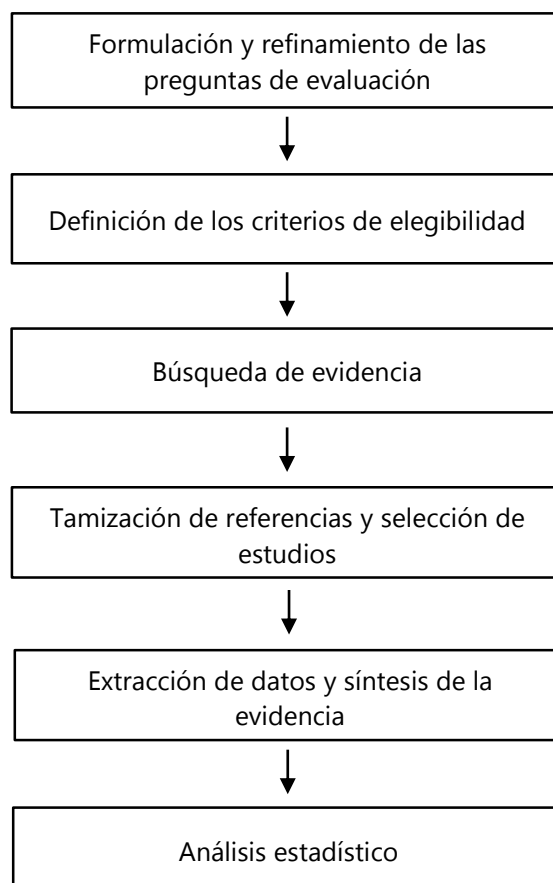 Formulación y refinamiento de las
preguntas de evaluación
Definición de los criterios de elegibilidad
Búsqueda de evidencia
Tamización de referencias y selección de
estudios
Extracción de datos y síntesis de la
evidencia
Análisis estadístico